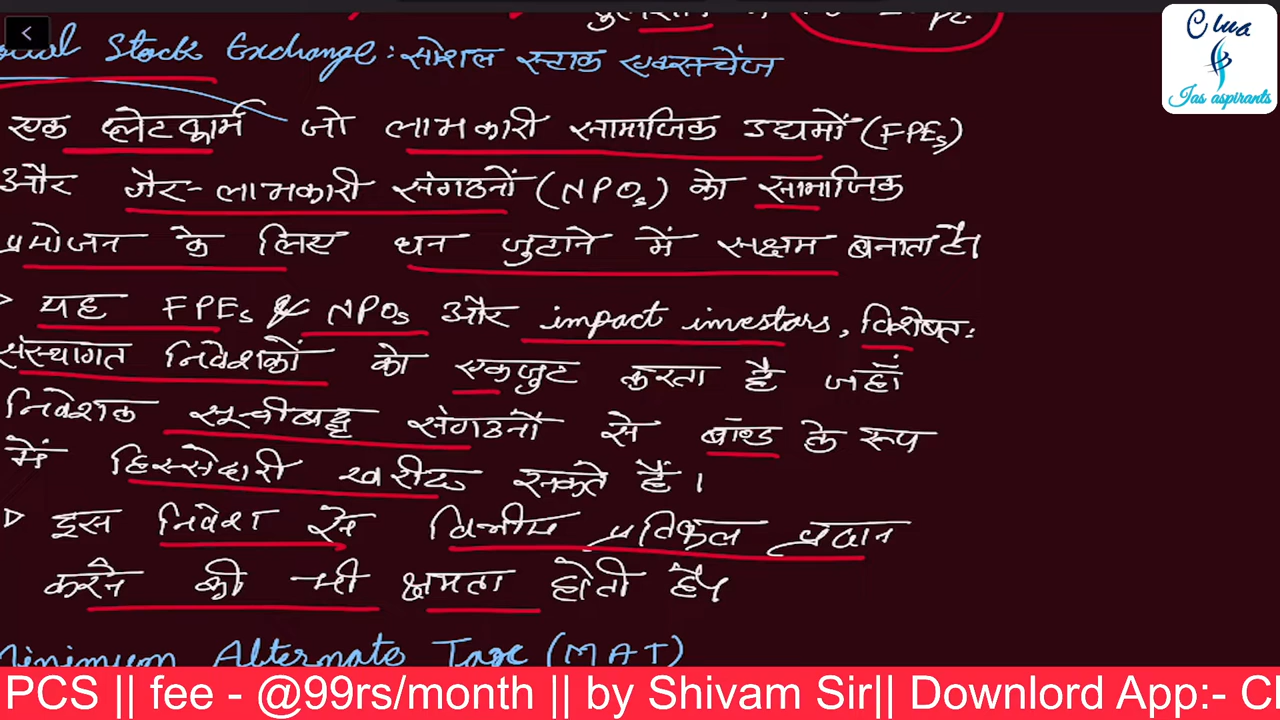 Social Stock Exchange: सोशल स्टाक एक्सचेंज
एक प्लेटफार्म जो लाभकारी सामाजिक उद्यमों (FPEs)
और गैर-लाभकारी संगठनों (NPOs) को सामाजिक
प्रयोजन के लिए धन जुटाने में सक्षम बनाता है।
यह FPEs & NPOs और impact investors, विशेषत:
संस्थागत निवेशकों को एकजुट करता है जहाँ
निवेशक सूचीबद्ध संगठनों से बॉण्ड के रूप
में हिस्सेदारी खरीद सकते हैं।
इस निवेश से वित्तीय प्रतिफल प्रदान
करने की भी क्षमता होती है।
Minimum Alternate Tax (MAT)
PCS || fee - @99rs/month || by Shivam Sir|| Downlord App:- Cl
Clua
Ias aspirants